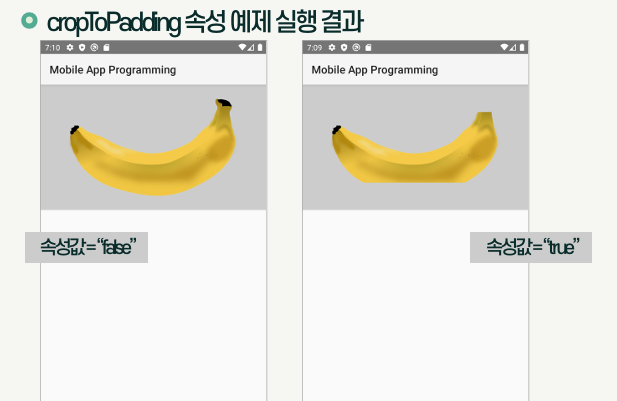 cropToPadding 속성 예제 실행 결과
7:10
Mobile App Programming
7:09
Mobile App Programming
속성값="false"
속성값="true"